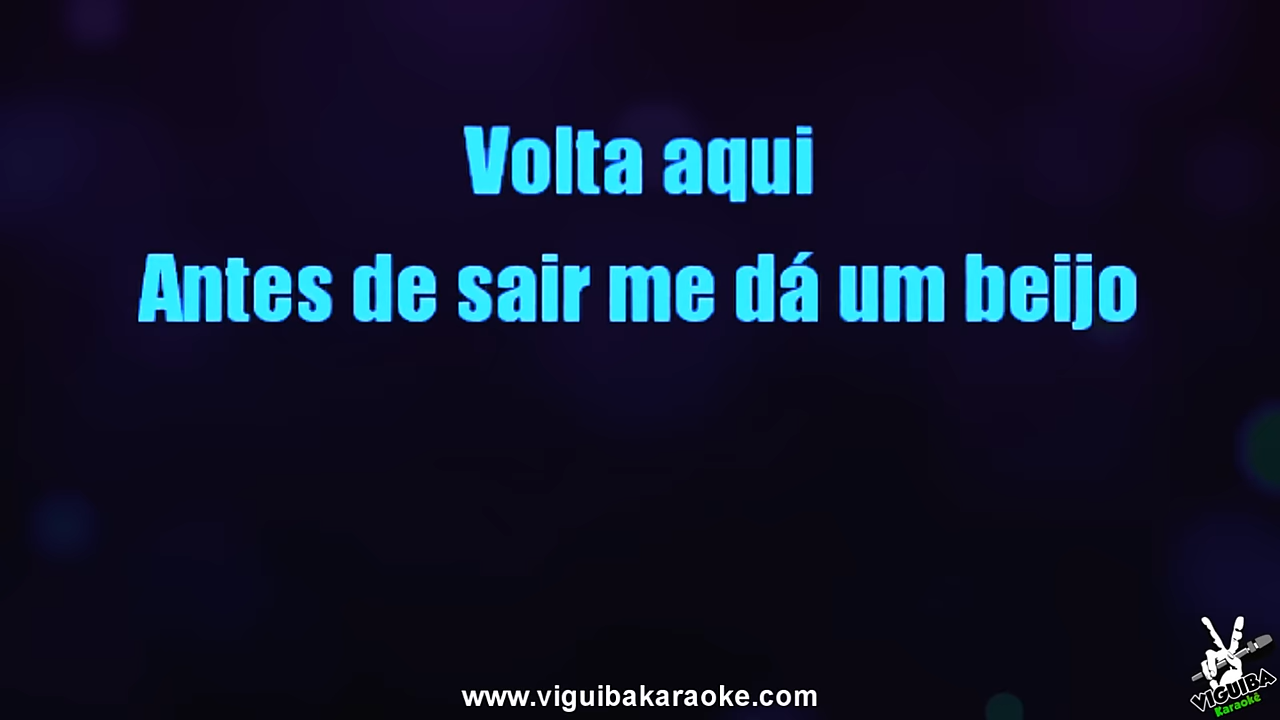 Volta aqui
Antes de sair me dá um beijo
www.viguibakaraoke.com
VIGUIBA
Karaokê